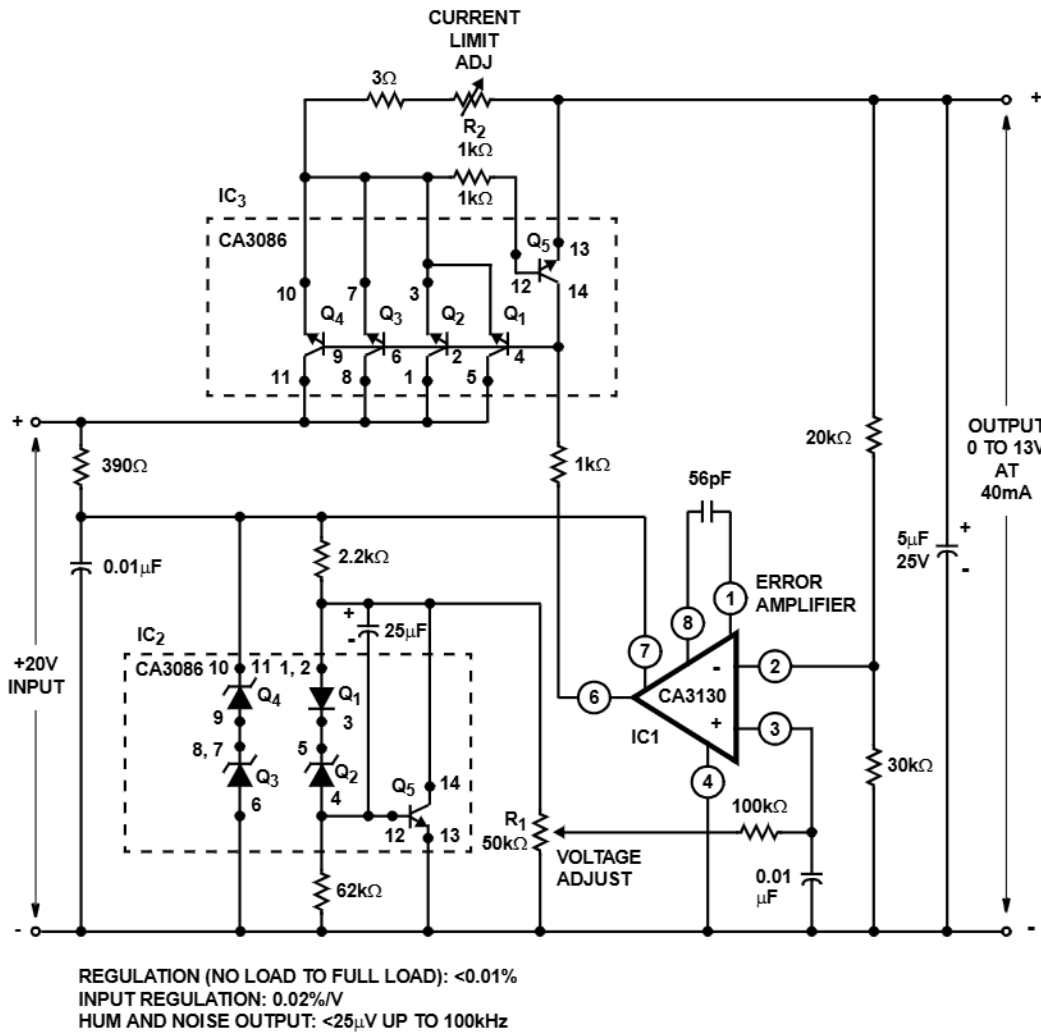 CURRENT
LIMIT
ADJ
3Ω
R2
1kΩ
1kΩ
+
IC3
CA3086
Q5
13
12
14
10
7
3
Q4
Q3
Q2
Q1
9
6
2
4
11
8
1
5
+
390Ω
1kΩ
20kΩ
OUTPUT
0 TO 13V
AT
40mA
56pF
0.01μF
2.2kΩ
5μF
25V
+
-
ERROR
AMPLIFIER
1
8
7
+
-
25μF
IC2
CA3086
+20V
INPUT
10
11
1, 2
Q4
Q1
9
3
8, 7
5
Q3
Q2
6
4
Q5
14
12
13
6
CA3130
-
+
2
3
IC1
4
30kΩ
R1
50kΩ
100kΩ
VOLTAGE
ADJUST
0.01
μF
62kΩ
-
-
REGULATION (NO LOAD TO FULL LOAD): <0.01%
INPUT REGULATION: 0.02%/V
HUM AND NOISE OUTPUT: <25μV UP TO 100kHz